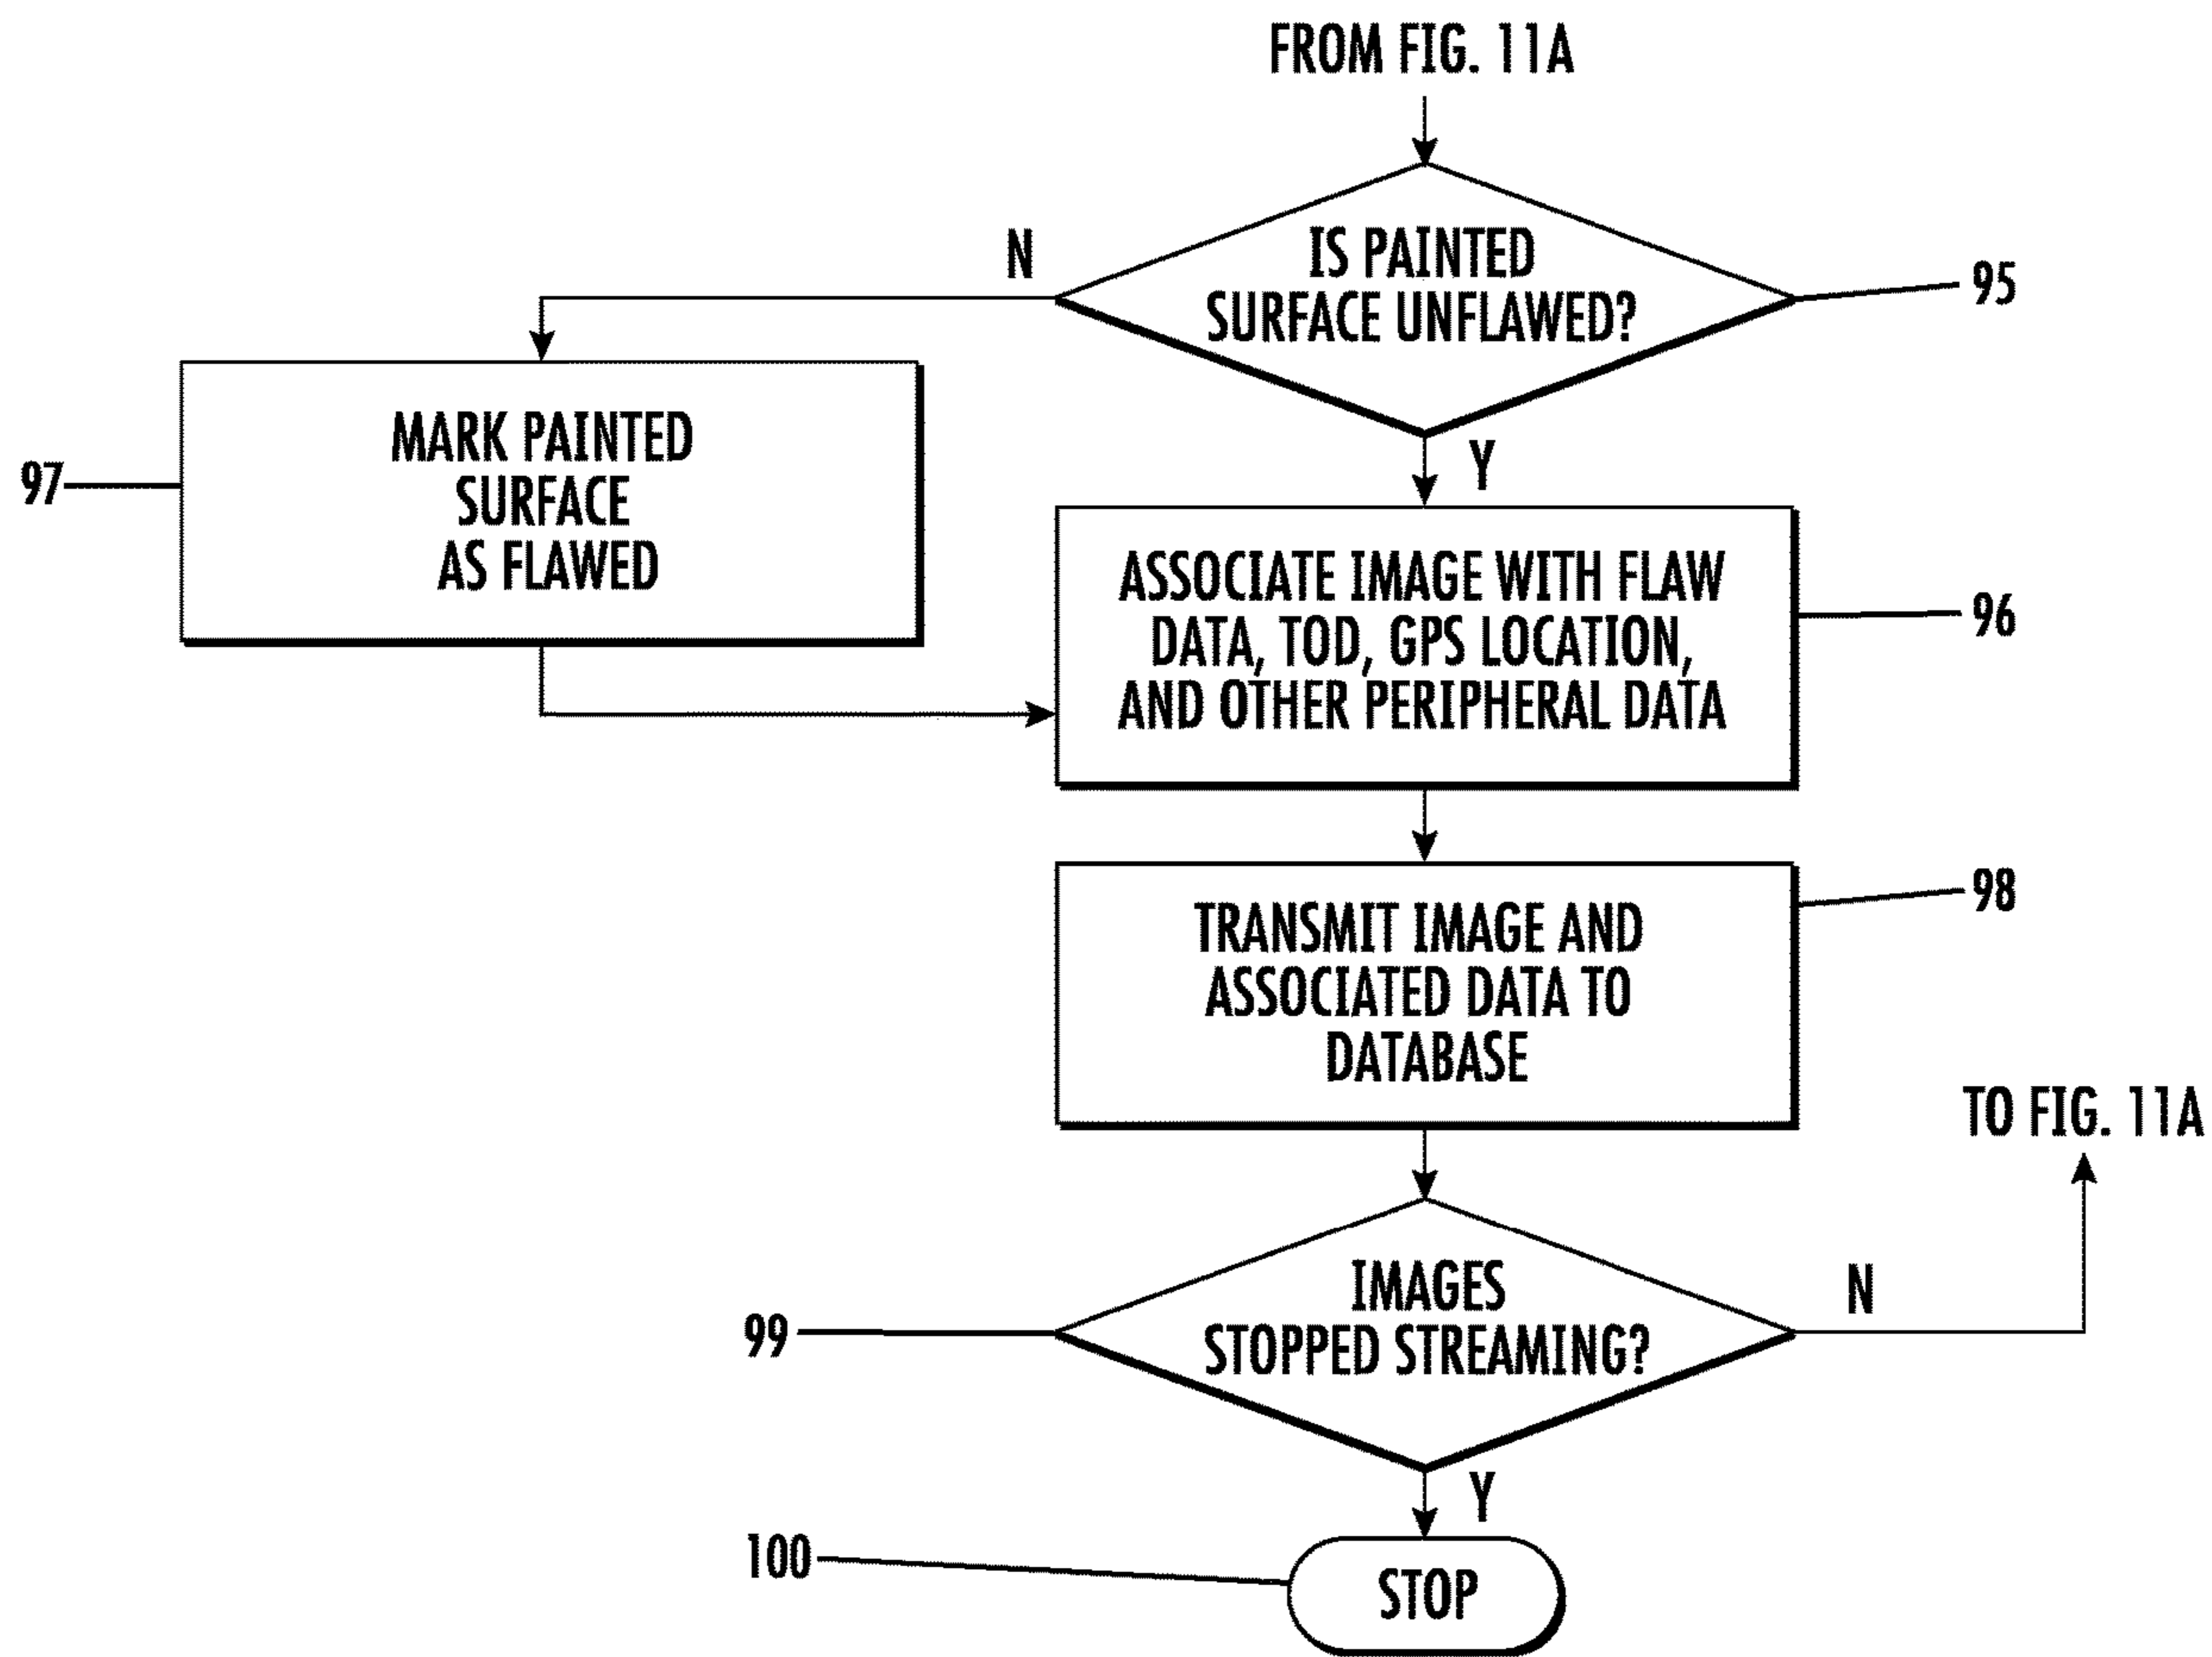 FROM FIG. 11A
N
IS PAINTED
SURFACE UNFLAWED?
95
Y
97
MARK PAINTED
SURFACE
AS FLAWED
ASSOCIATE IMAGE WITH FLAW
DATA, TOD, GPS LOCATION,
AND OTHER PERIPHERAL DATA
96
TRANSMIT IMAGE AND
ASSOCIATED DATA TO
DATABASE
98
TO FIG. 11A
99
IMAGES
STOPPED STREAMING?
N
Y
100
STOP